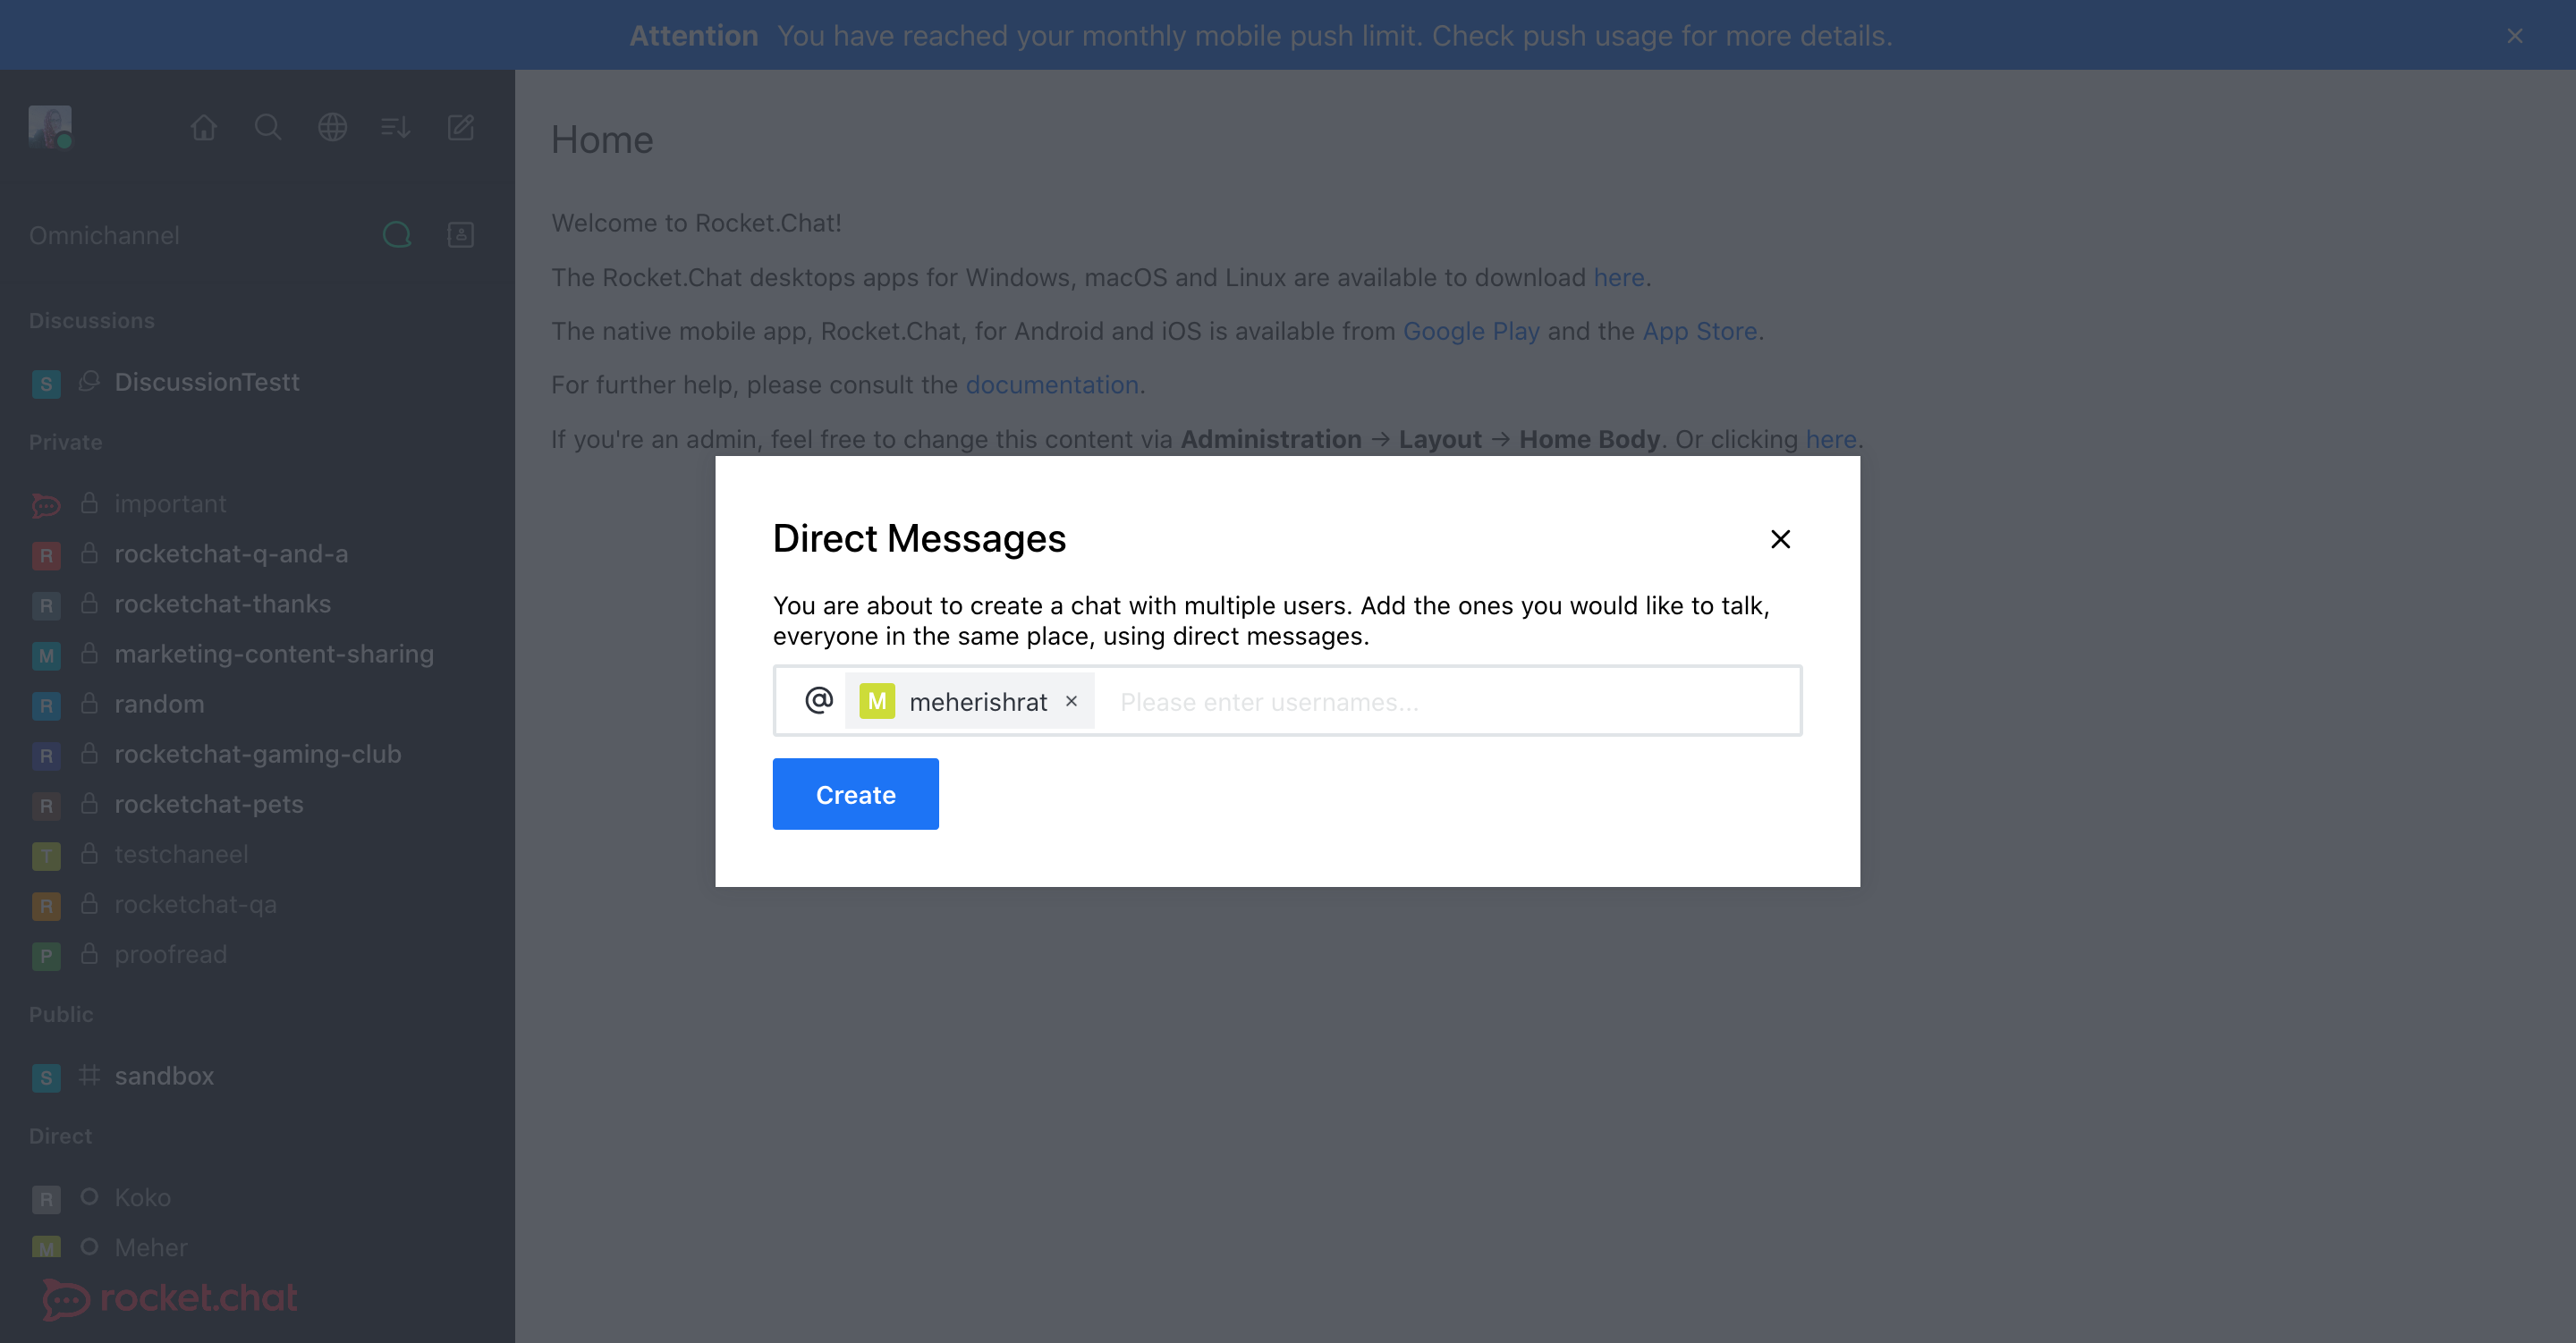 Attention You have reached your monthly mobile push limit. Check push usage for more details.
Omnichannel
Discussions
S DiscussionTestt
Private
important
R rocketchat-q-and-a
R rocketchat-thanks
M marketing-content-sharing
R random
R rocketchat-gaming-club
R rocketchat-pets
T testchaneel
R rocketchat-qa
P proofread
Public
S sandbox
Direct
R Koko
M Meher
rocket.chat
Home
Welcome to Rocket.Chat!
The Rocket.Chat desktops apps for Windows, macOS and Linux are available to download here.
The native mobile app, Rocket.Chat, for Android and iOS is available from Google Play and the App Store.
For further help, please consult the documentation.
If you're an admin, feel free to change this content via Administration → Layout → Home Body. Or clicking here.
Direct Messages
You are about to create a chat with multiple users. Add the ones you would like to talk,
everyone in the same place, using direct messages.
@ M meherishrat × Please enter usernames...
Create